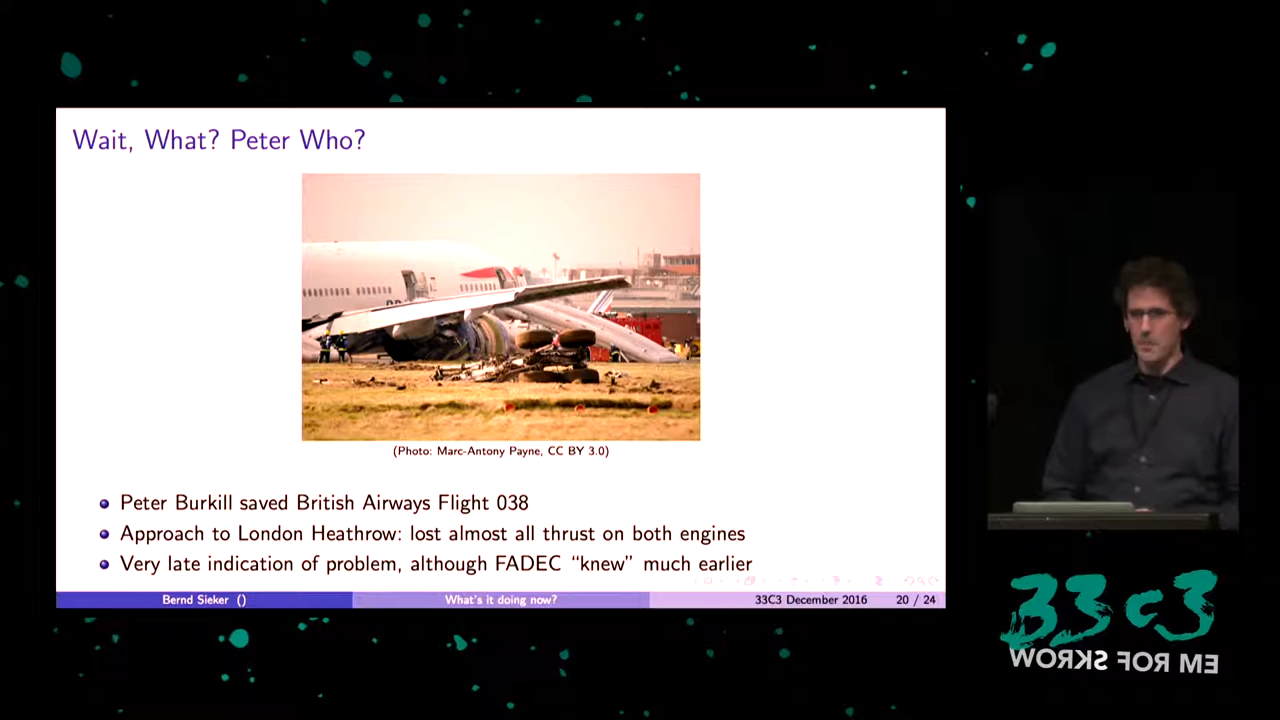 Wait, What? Peter Who?
(Photo: Marc-Antony Payne, CC BY 3.0)
Peter Burkill saved British Airways Flight 038
Approach to London Heathrow: lost almost all thrust on both engines
Very late indication of problem, although FADEC “knew” much earlier
Bernd Sieker () What's it doing now? 33C3 December 2016 20 / 24
33C3
WORKS FOR ME